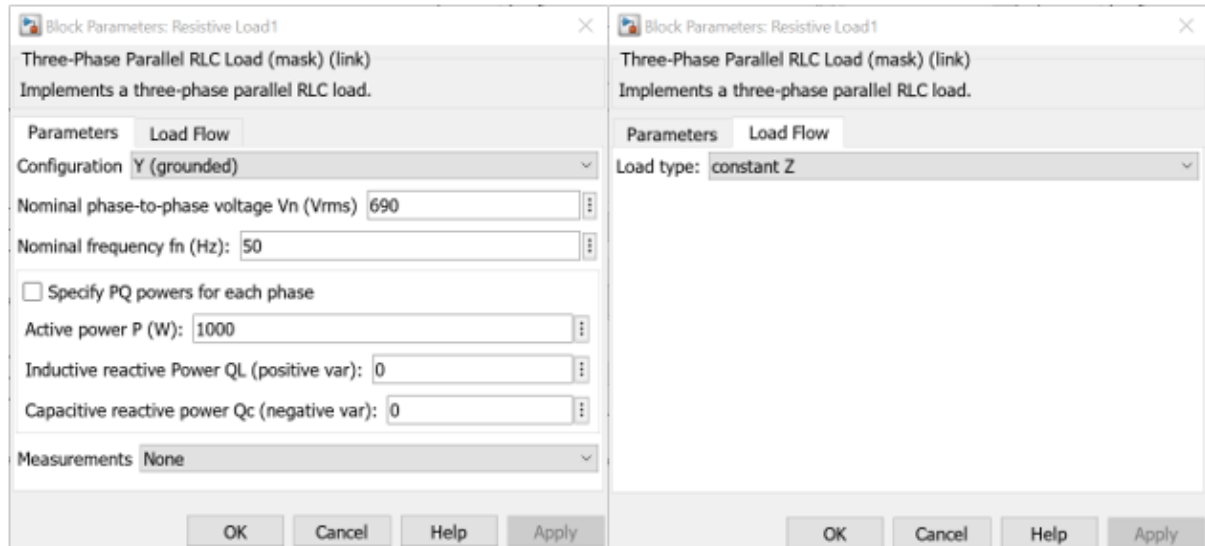 Block Parameters: Resistive Load1
Three-Phase Parallel RLC Load (mask) (link)
Implements a three-phase parallel RLC load.
Parameters Load Flow
Configuration Y (grounded)
Nominal phase-to-phase voltage Vn (Vrms) 690
Nominal frequency fn (Hz): 50
Specify PQ powers for each phase
Active power P (W): 1000
Inductive reactive Power QL (positive var): 0
Capacitive reactive power Qc (negative var): 0
Measurements None
OK Cancel Help Apply
Block Parameters: Resistive Load1
Three-Phase Parallel RLC Load (mask) (link)
Implements a three-phase parallel RLC load.
Parameters Load Flow
Load type: constant Z
OK Cancel Help Apply